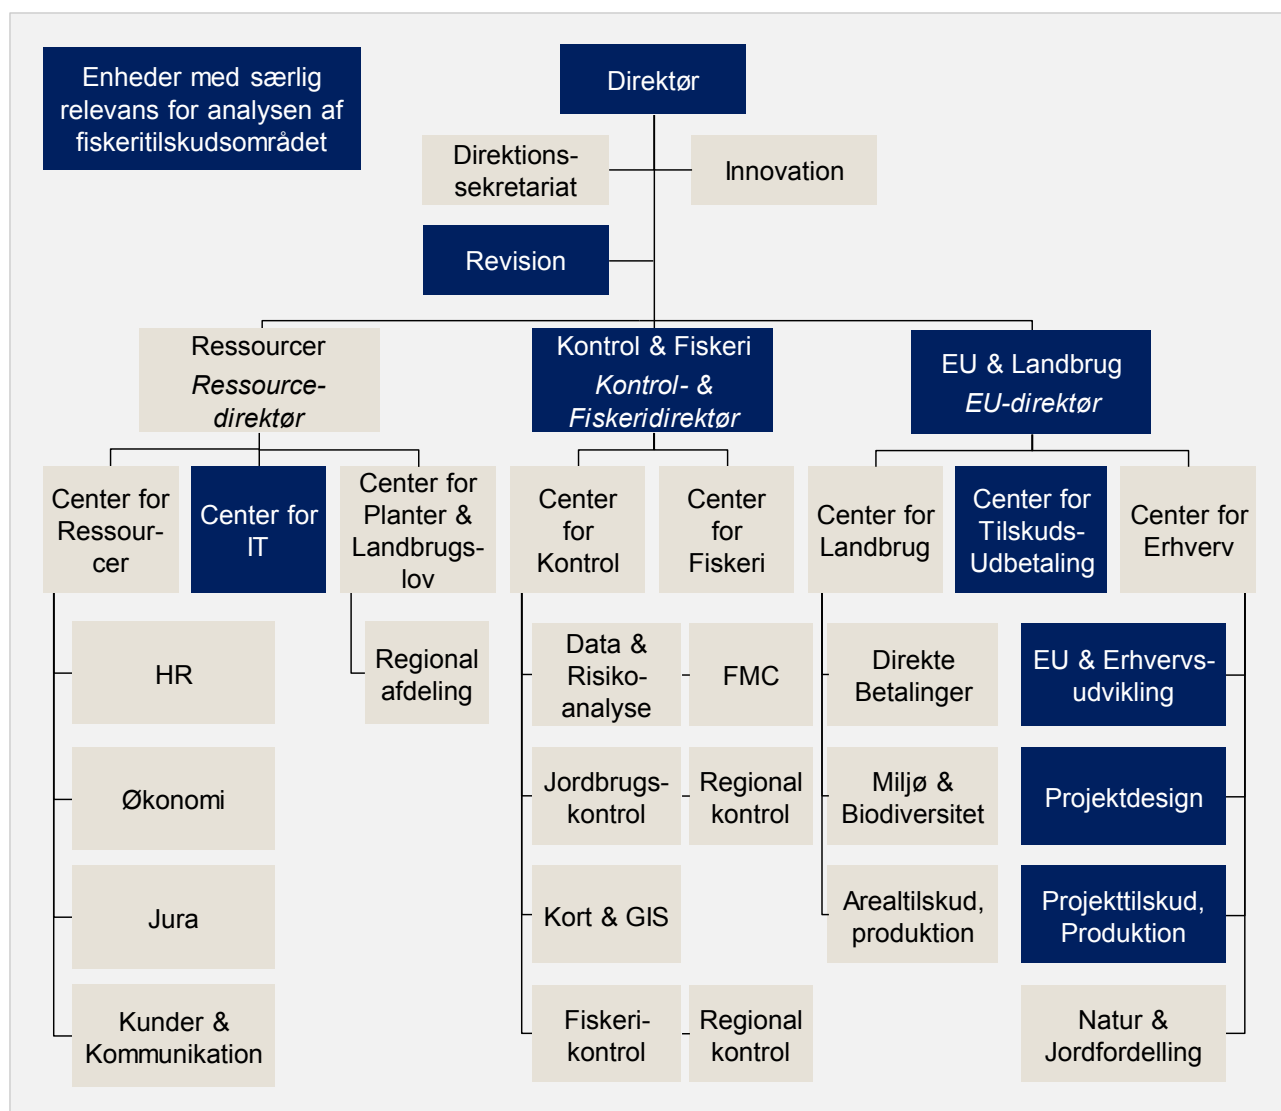 Enheder med særlig
relevans for analysen af
fiskeritilskudsområdet
Direktør
Direktions-
sekretariat
Innovation
Revision
Ressourcer
Ressource-
direktør
Kontrol & Fiskeri
Kontrol- &
Fiskeridirektør
EU & Landbrug
EU-direktør
Center for
Ressour-
cer
Center for
IT
Center for
Planter &
Landbrugs-
lov
Center
for
Kontrol
Center
for
Fiskeri
Center for
Landbrug
Center for
Tilskuds-
Udbetaling
Center for
Erhverv
HR
Regional
afdeling
Data &
Risiko-
analyse
FMC
Direkte
Betalinger
EU & Erhvervs-
udvikling
Økonomi
Jordbrugs-
kontrol
Regional
kontrol
Miljø &
Biodiversitet
Projektdesign
Jura
Kort & GIS
Arealtilskud,
produktion
Projekttilskud,
Produktion
Kunder &
Kommunikation
Fiskeri-
kontrol
Regional
kontrol
Natur &
Jordfordelling